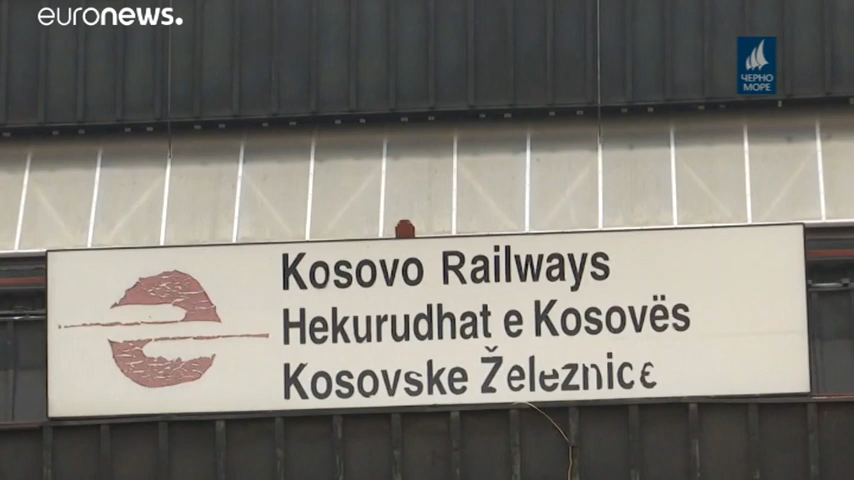 euronews.
ЧЕРНО
МОРЕ
Kosovo Railways
Hekurudhat e Kosovës
Kosovske Železnice